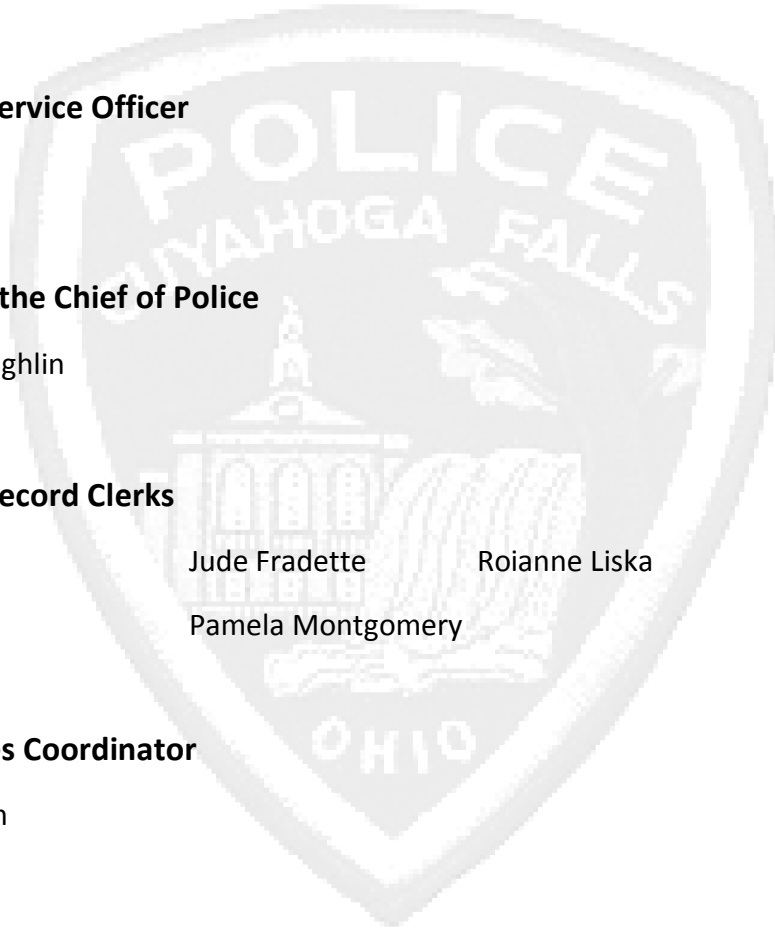 ervice Officer
POLICE
CUYAHOGA FALLS
the Chief of Police
ghlin
ecord Clerks
Jude Fradette Roianne Liska
Pamela Montgomery
OHIO
s Coordinator
n